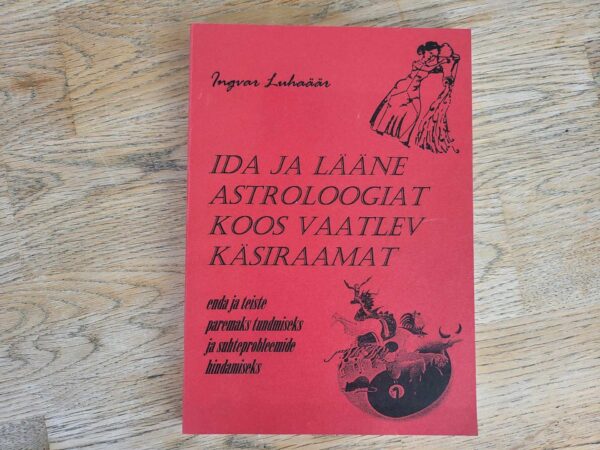 Ingvar Luhaäär
IDA JA LÄÄNE
ASTROLOOGIAT
KOOS VAATLEV
KÄSIRAAMAT
enda ja teiste
paremaks tundmiseks
ja suhteprobleemide
hindamiseks